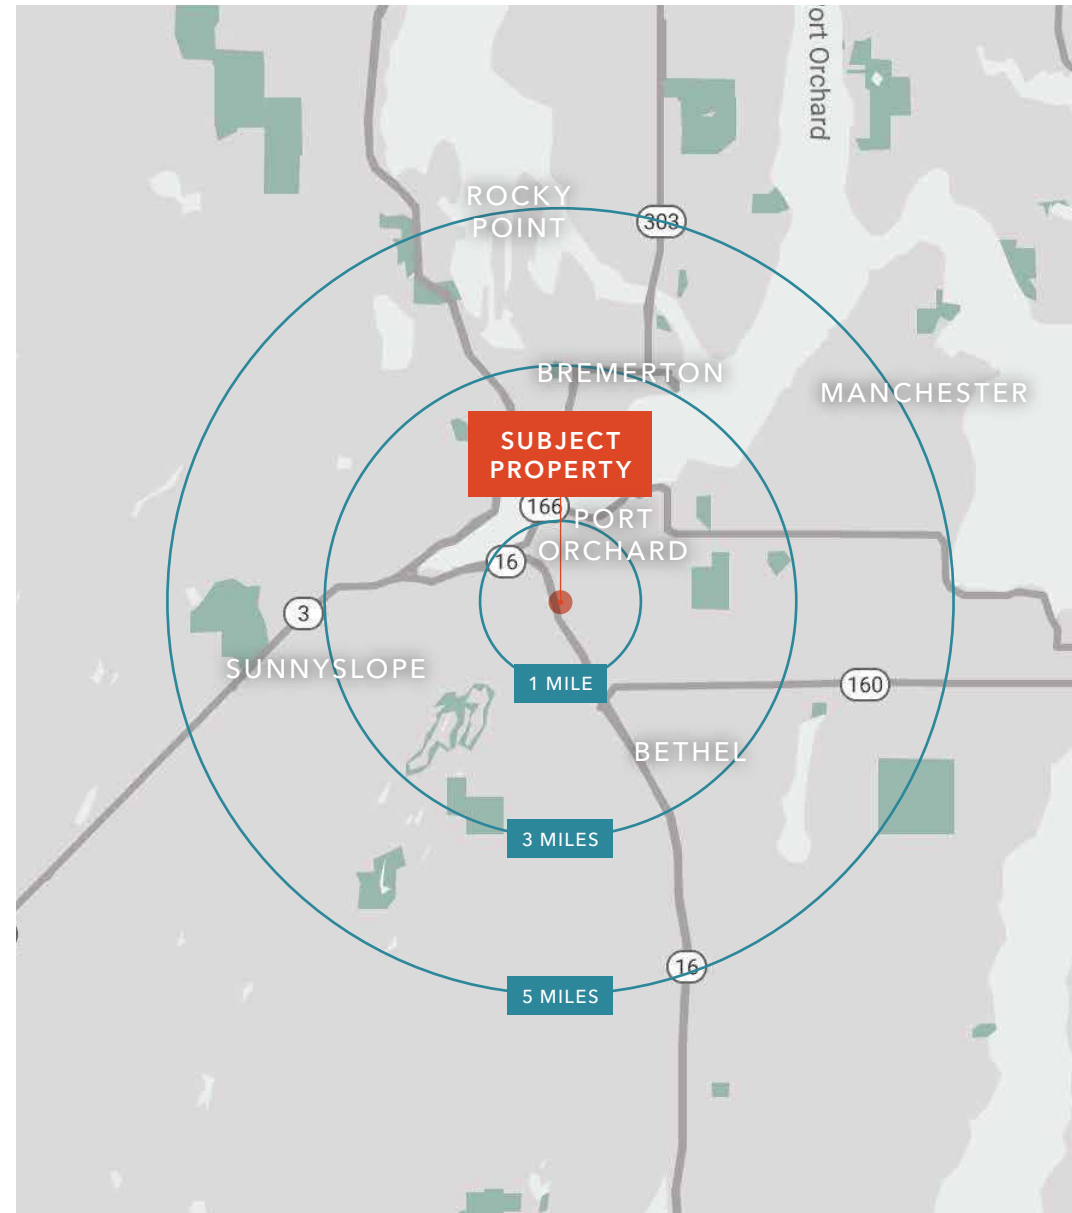 ort Orchard
ROCKY
POINT
303
BREMERTON
MANCHESTER
SUBJECT
PROPERTY
166
PORT
ORCHARD
16
3
SUNNYSLOPE
1 MILE
160
BETHEL
3 MILES
16
5 MILES